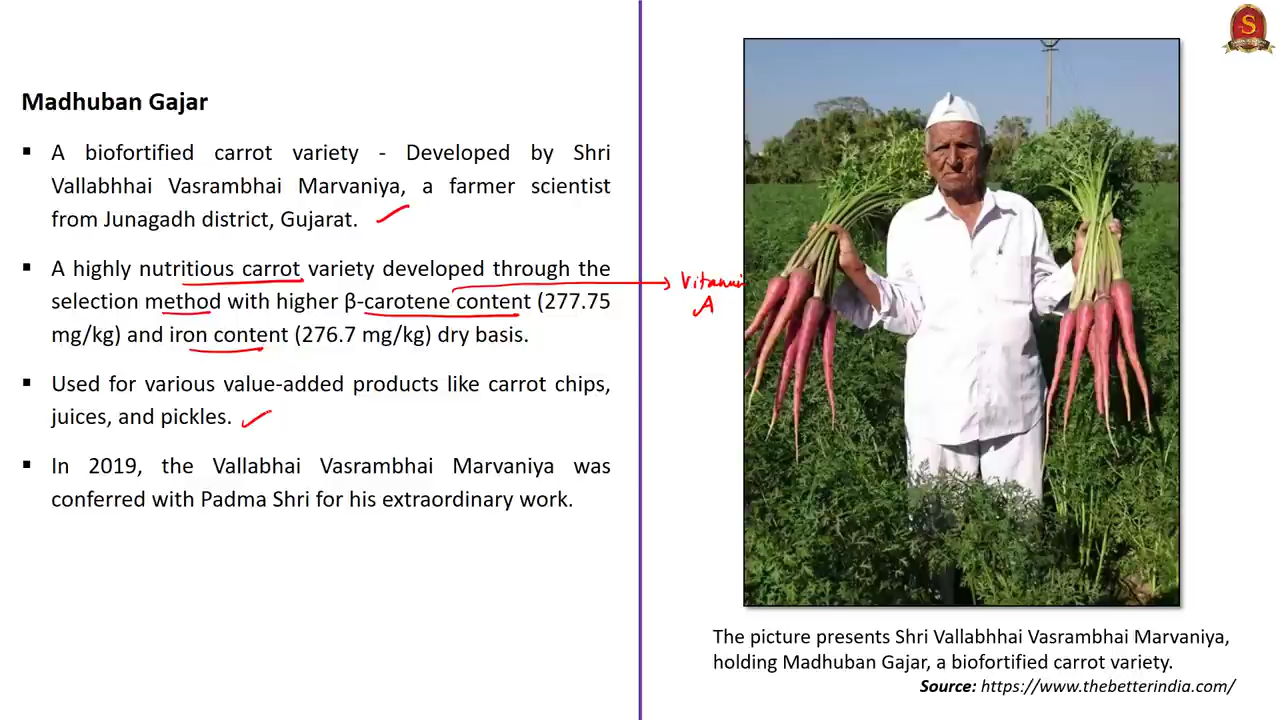 Madhuban Gajar
▪ A biofortified carrot variety - Developed by Shri
Vallabhhai Vasrambhai Marvaniya, a farmer scientist
from Junagadh district, Gujarat.
▪ A highly nutritious carrot variety developed through the
selection method with higher β-carotene content (277.75
mg/kg) and iron content (276.7 mg/kg) dry basis.
▪ Used for various value-added products like carrot chips,
juices, and pickles.
▪ In 2019, the Vallabhai Vasrambhai Marvaniya was
conferred with Padma Shri for his extraordinary work.
Vitamin
A
S
The picture presents Shri Vallabhhai Vasrambhai Marvaniya,
holding Madhuban Gajar, a biofortified carrot variety.
Source: https://www.thebetterindia.com/